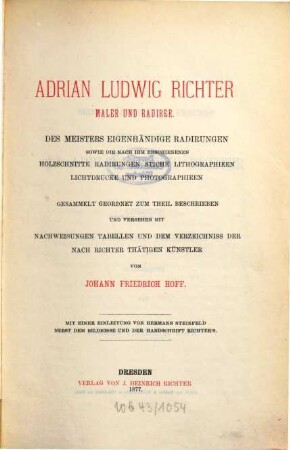 ADRIAN LUDWIG RICHTER
MALER UND RADIRER.
DES MEISTERS EIGENHÄNDIGE RADIRUNGEN
SOWIE DIE NACH IHM ERSCHIENENEN
HOLZSCHNITTE RADIRUNGEN STICHE LITHOGRAPHIEEN
LICHTDRUCKE UND PHOTOGRAPHIEEN
GESAMMELT GEORDNET ZUM THEIL BESCHRIEBEN
UND VERSEHEN MIT
NACHWEISUNGEN TABELLEN UND DEM VERZEICHNISS DER
NACH RICHTER THÄTIGEN KÜNSTLER
VON
JOHANN FRIEDRICH HOFF.
MIT EINER EINLEITUNG VON HERMANN STEINFELD
NEBST DEM BILDNISSE UND DER HANDSCHRIFT RICHTER'S.
DRESDEN
VERLAG VON J. HEINRICH RICHTER
1877.
43/1054